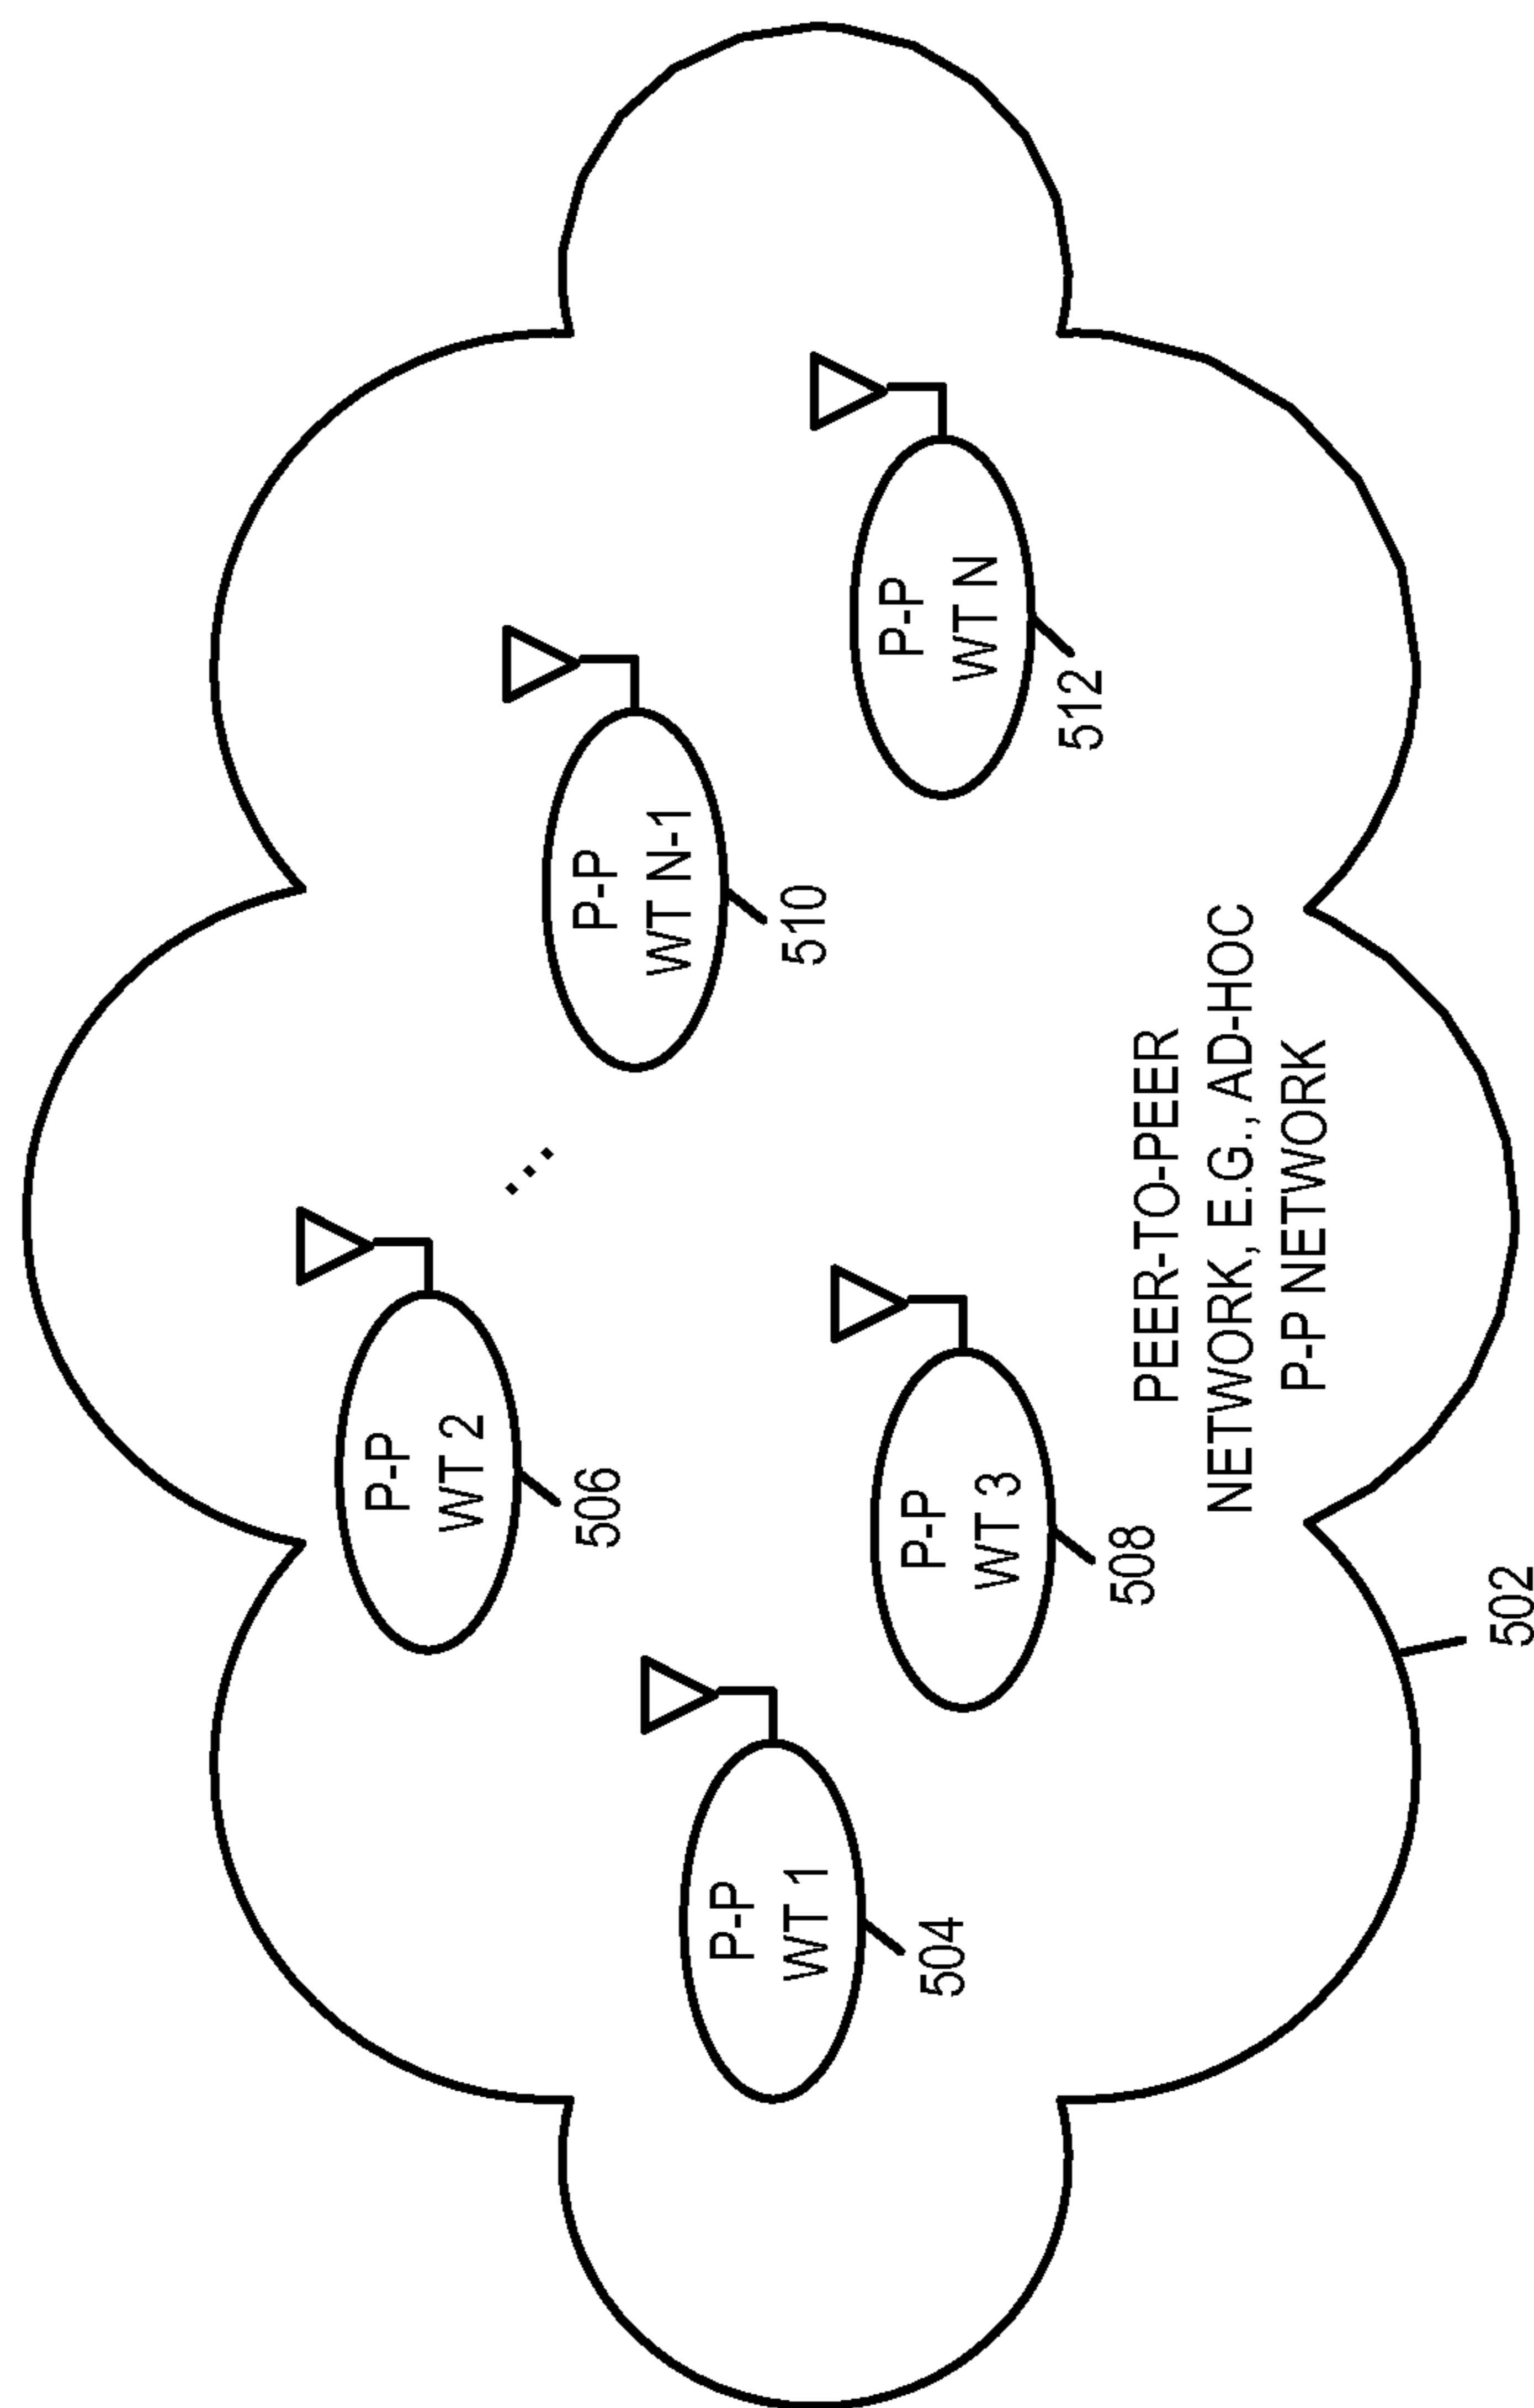 P-P
WT 2
506
P-P
WT N-1
510
P-P
WT 1
504
P-P
WT 3
508
P-P
WT N
512
PEER-TO-PEER
NETWORK, E.G., AD-HOC
P-P NETWORK
502